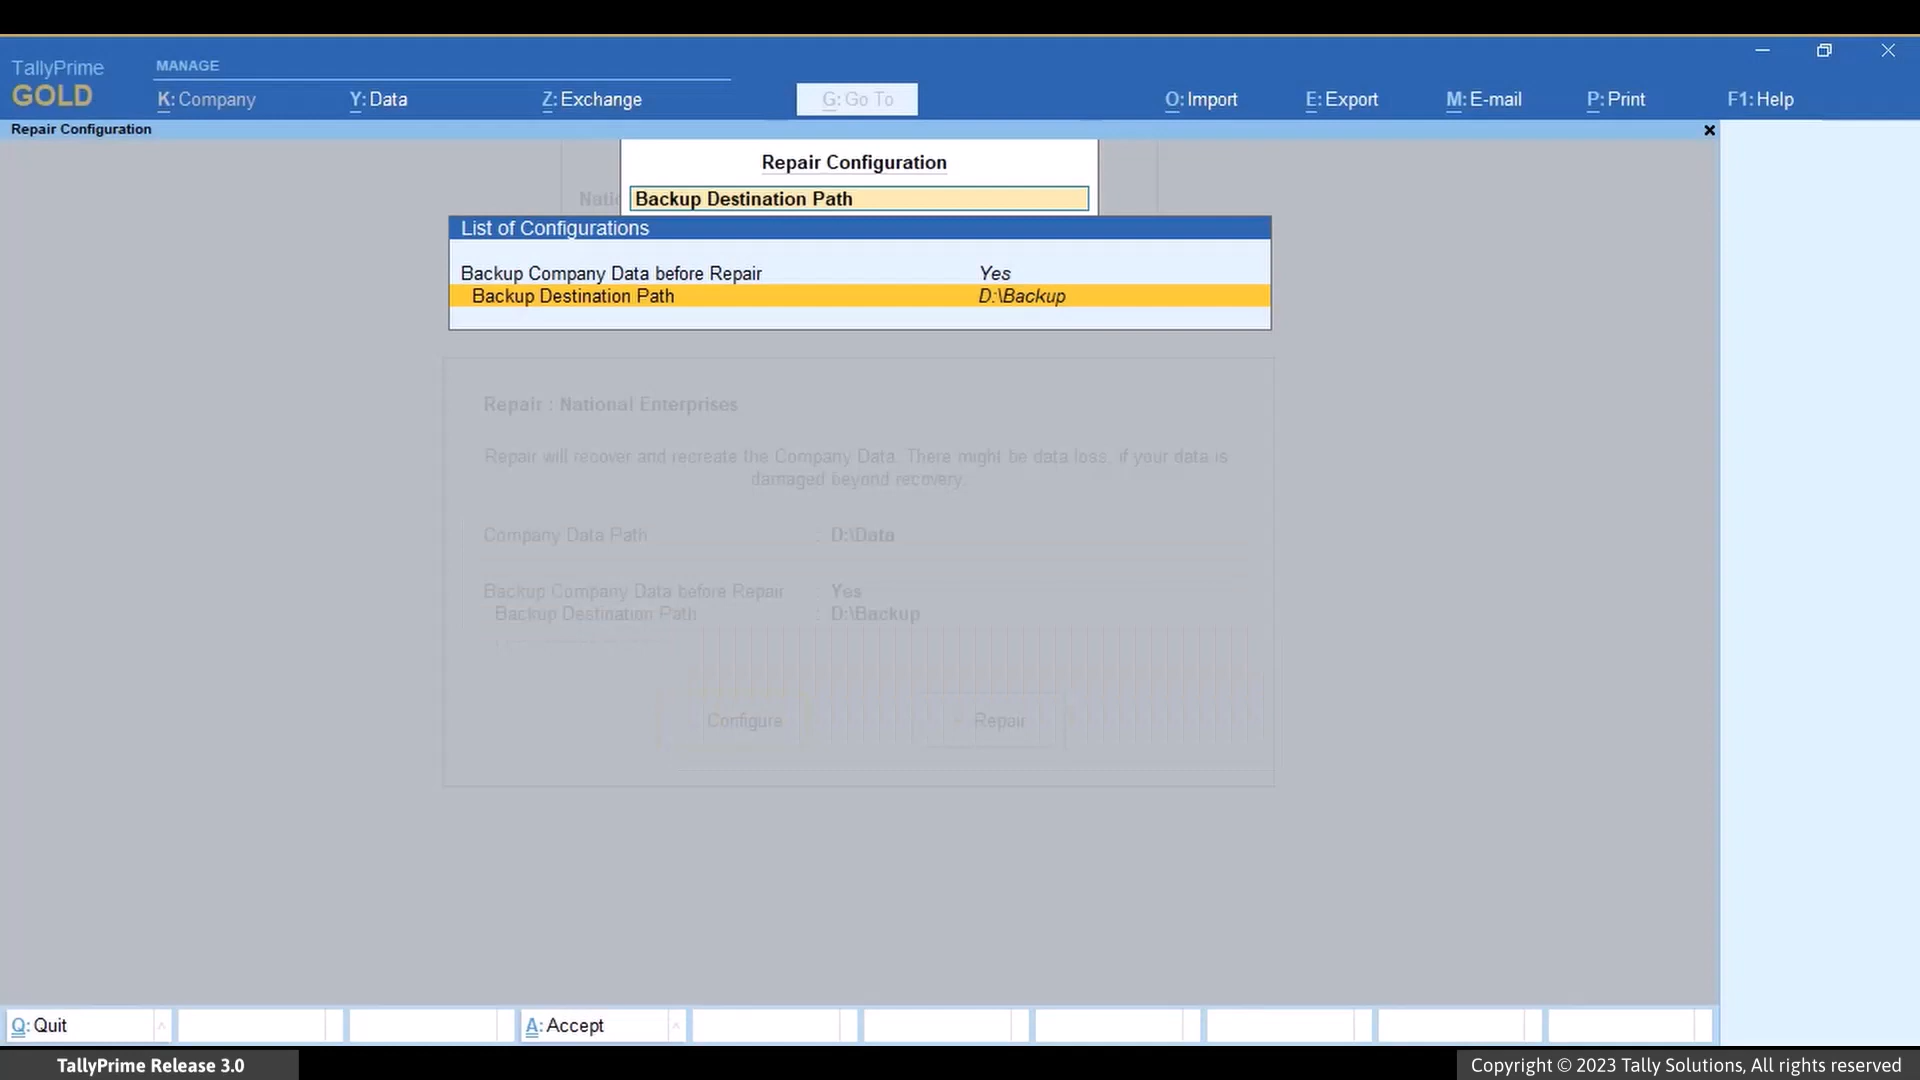 TallyPrime
GOLD
MANAGE
K: Company
Y: Data
Z: Exchange
G: Go To
O: Import
E: Export
M: E-mail
P: Print
F1: Help
Repair Configuration
Repair Configuration
Natio
Backup Destination Path
List of Configurations
Backup Company Data before Repair Yes
Backup Destination Path D:\Backup
Repair : National Enterprises
Repair will recover and recreate the Company Data. There might be data loss, if your data is
damaged beyond recovery.
Company Data Path : D:\Data
Backup Company Data before Repair : Yes
Backup Destination Path : D:\Backup
Configure
Repair
Q: Quit
A: Accept
TallyPrime Release 3.0
Copyright © 2023 Tally Solutions, All rights reserved